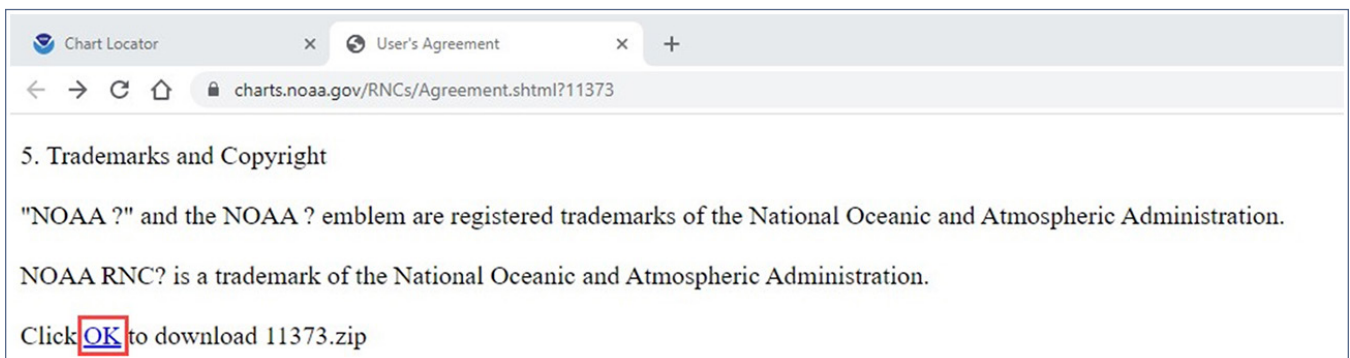 Chart Locator
User's Agreement
charts.noaa.gov/RNCs/Agreement.shtml?11373
5. Trademarks and Copyright
"NOAA ?" and the NOAA ? emblem are registered trademarks of the National Oceanic and Atmospheric Administration.
NOAA RNC? is a trademark of the National Oceanic and Atmospheric Administration.
Click OK to download 11373.zip